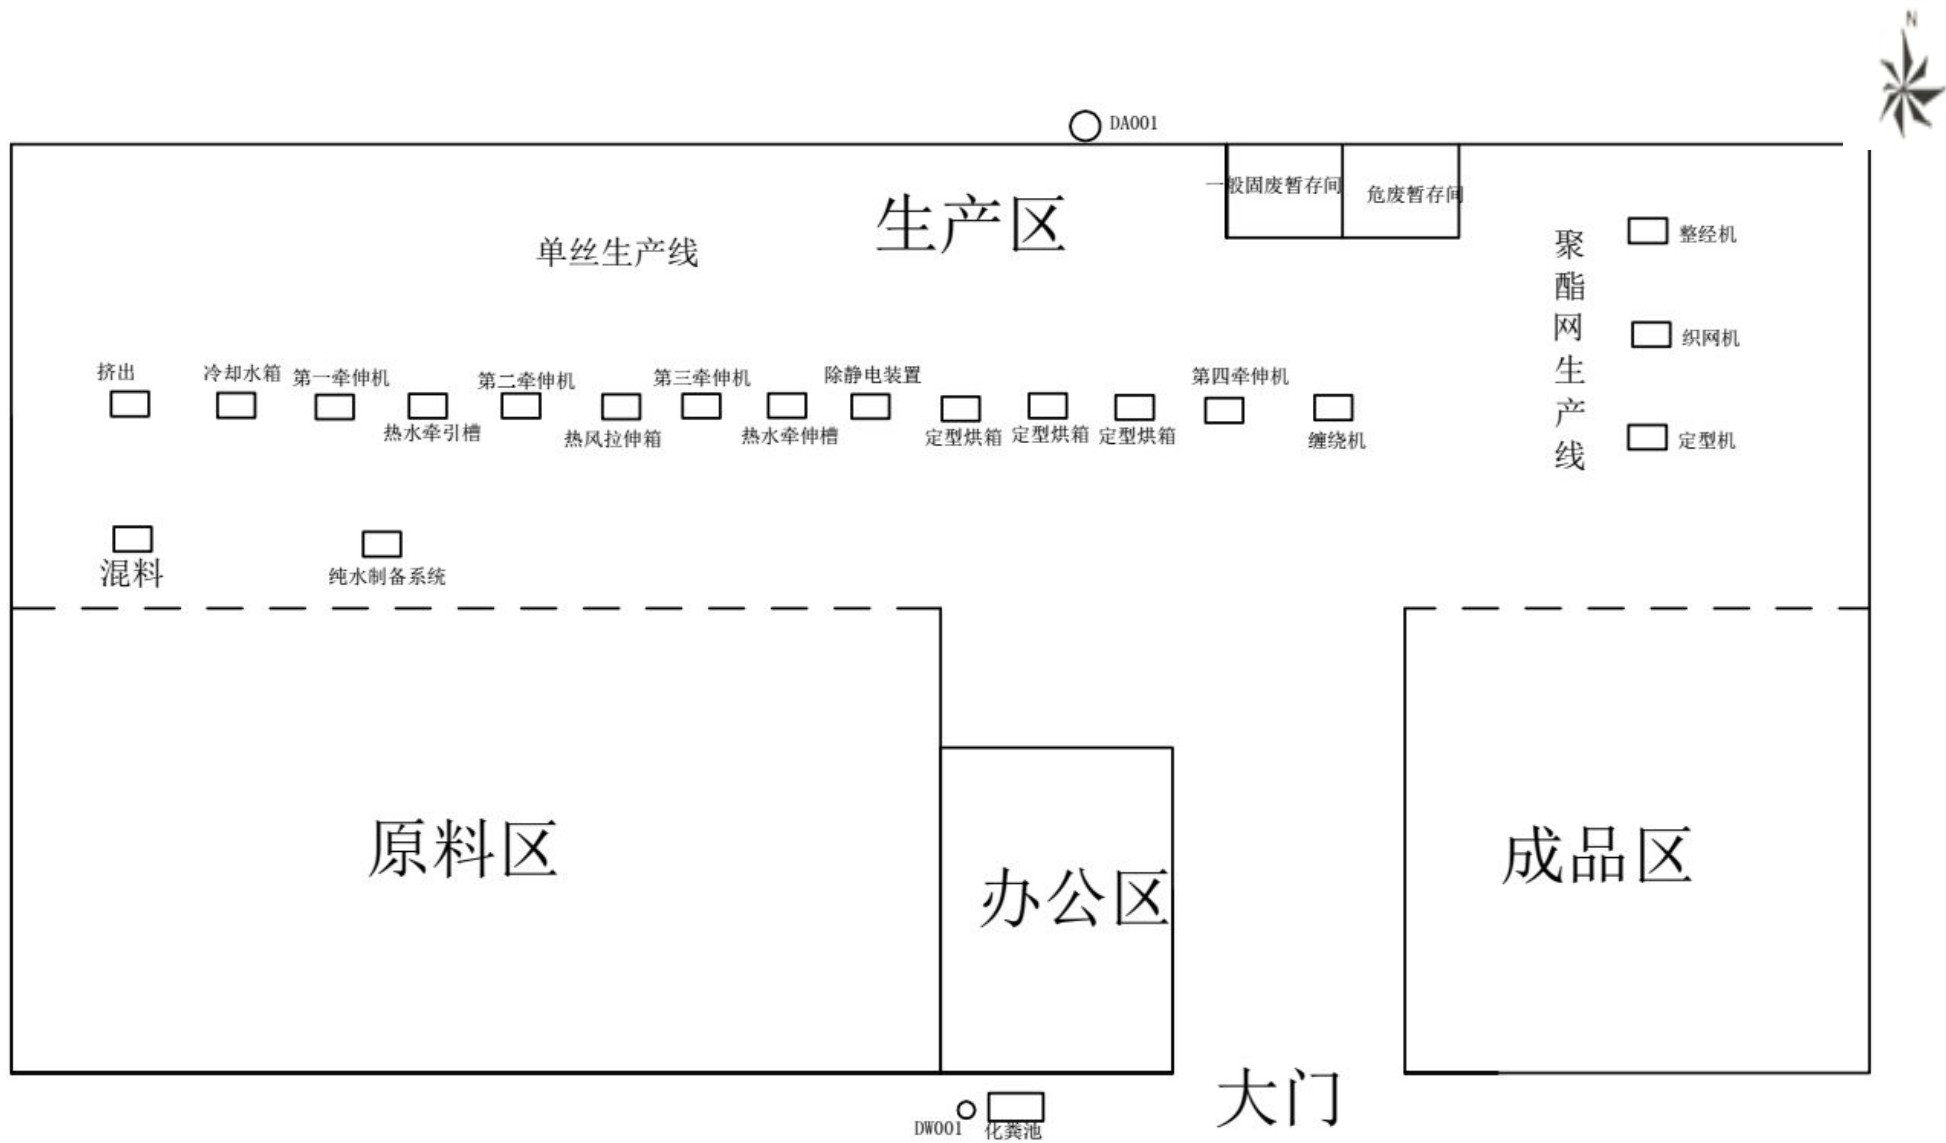 N
DA001
一般固废暂存间
危废暂存间
生产区
单丝生产线
聚酯网生产线
整经机
织网机
定型机
挤出
冷却水箱
第一牵伸机
热水牵引槽
第二牵伸机
热风拉伸箱
第三牵伸机
热水牵伸槽
除静电装置
定型烘箱
定型烘箱
定型烘箱
第四牵伸机
缠绕机
混料
纯水制备系统
原料区
办公区
成品区
大门
DW001
化粪池